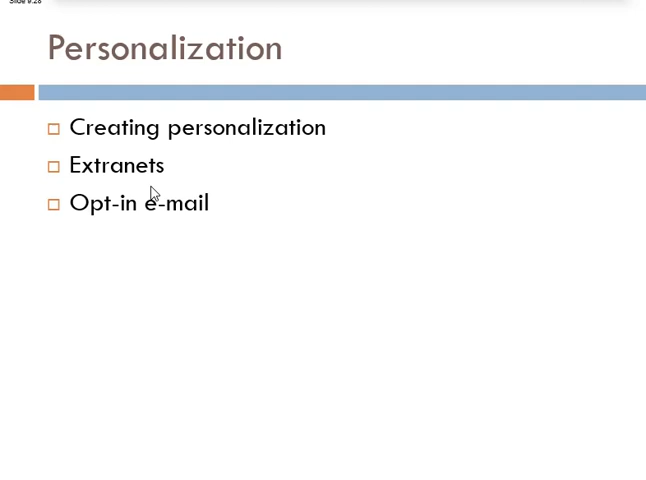 Slide 9.28
Personalization
Creating personalization
Extranets
Opt-in e-mail